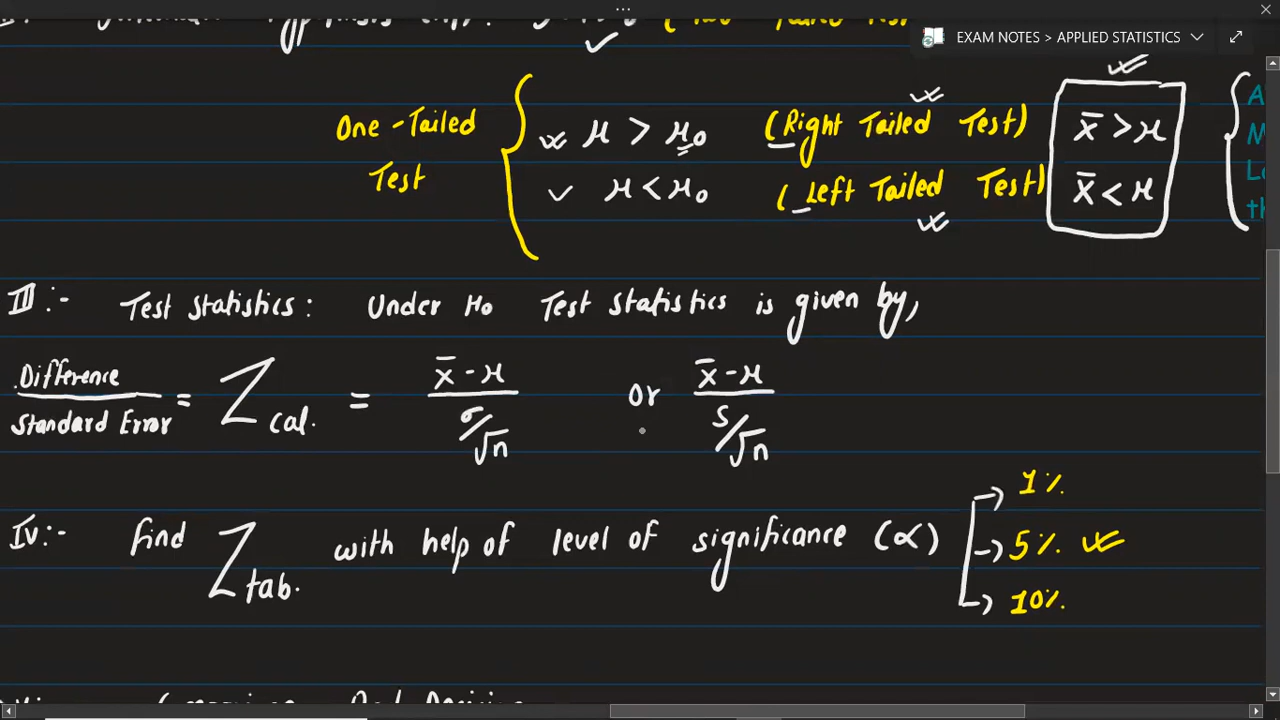 EXAM NOTES > APPLIED STATISTICS
One-Tailed Test
μ > μ₀ (Right Tailed Test) x̄ > μ
μ < μ₀ (Left Tailed Test) x̄ < μ
III:- Test Statistics: Under H₀ Test Statistics is given by,
Difference / Standard Error = Z cal. = (x̄ - μ) / (σ/√n) or (x̄ - μ) / (S/√n)
1%.
IV:- find Z tab. with help of level of significance (α) → 5%.
10%.